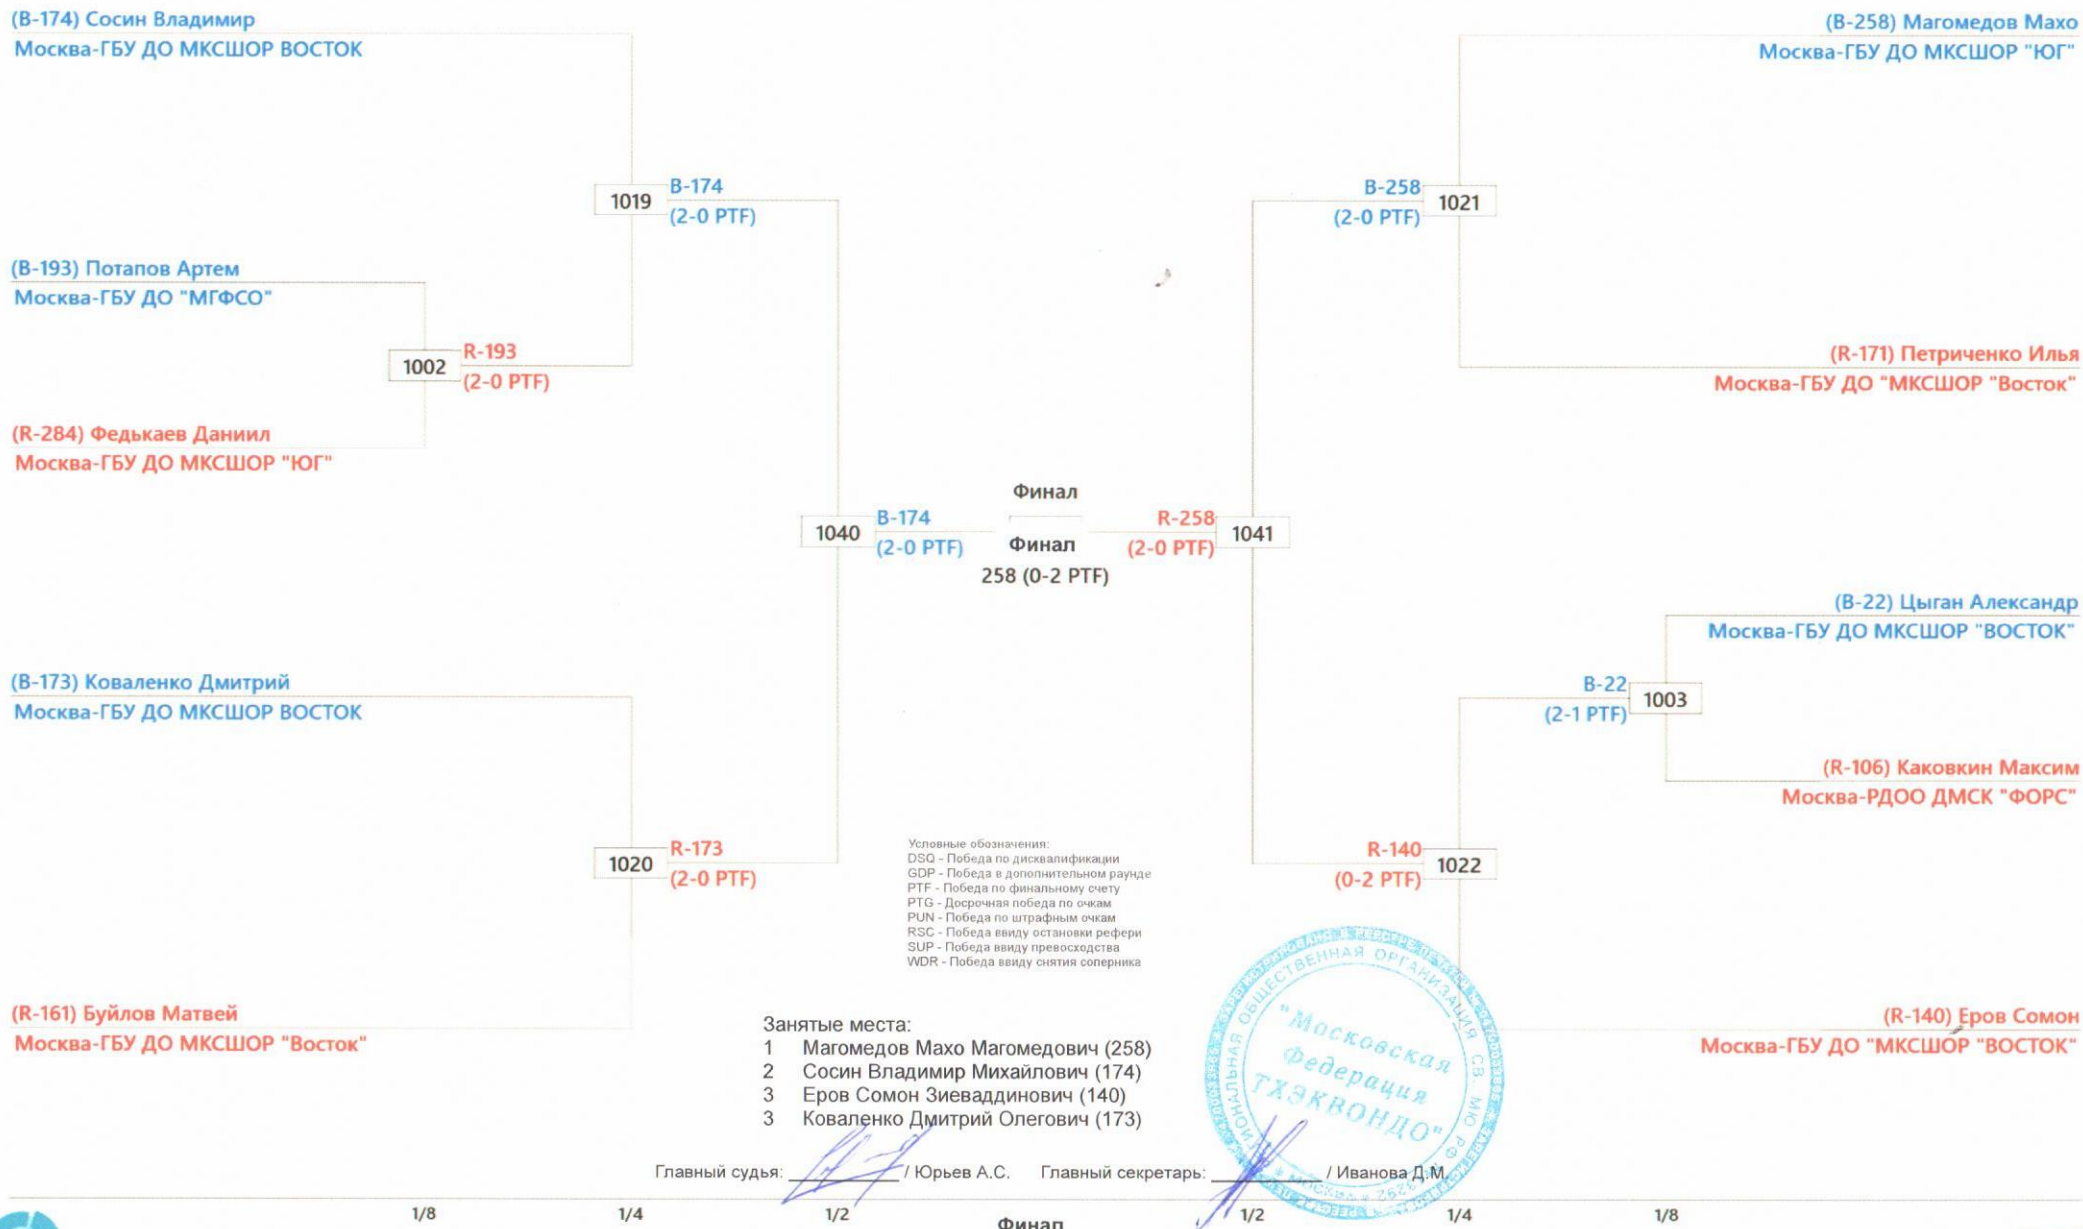 (B-174) Сосин Владимир
Москва-ГБУ ДО МКСШОР ВОСТОК
(B-258) Магомедов Махо
Москва-ГБУ ДО МКСШОР "ЮГ"
1019
B-174
(2-0 PTF)
B-258
(2-0 PTF)
1021
(B-193) Потапов Артем
Москва-ГБУ ДО "МГФСО"
1002
R-193
(2-0 PTF)
(R-171) Петриченко Илья
Москва-ГБУ ДО "МКСШОР "Восток"
(R-284) Федькаев Даниил
Москва-ГБУ ДО МКСШОР "ЮГ"
Финал
1040
B-174
(2-0 PTF)
Финал
258 (0-2 PTF)
R-258
(2-0 PTF)
1041
(B-22) Цыган Александр
Москва-ГБУ ДО МКСШОР "ВОСТОК"
(B-173) Коваленко Дмитрий
Москва-ГБУ ДО МКСШОР ВОСТОК
B-22
(2-1 PTF)
1003
(R-106) Каковкин Максим
Москва-РДОО ДМСК "ФОРС"
1020
R-173
(2-0 PTF)
R-140
(0-2 PTF)
1022
Условные обозначения:
DSQ - Победа по дисквалификации
GDP - Победа в дополнительном раунде
PTF - Победа по финальному счету
PTG - Досрочная победа по очкам
PUN - Победа по штрафным очкам
RSC - Победа ввиду остановки рефери
SUP - Победа ввиду превосходства
WDR - Победа ввиду снятия соперника
(R-161) Буйлов Матвей
Москва-ГБУ ДО МКСШОР "Восток"
(R-140) Еров Сомон
Москва-ГБУ ДО "МКСШОР "ВОСТОК"
Занятые места:
1 Магомедов Махо Магомедович (258)
2 Сосин Владимир Михайлович (174)
3 Еров Сомон Зиеваддинович (140)
3 Коваленко Дмитрий Олегович (173)
"Московская
Федерация
ТХЭКВОНДО"
ОБЩЕСТВЕННАЯ ОРГАНИЗАЦИЯ
МОСКВА
Главный судья: / Юрьев А.С. Главный секретарь: / Иванова Д.М.
1/8 1/4 1/2 Финал 1/2 1/4 1/8